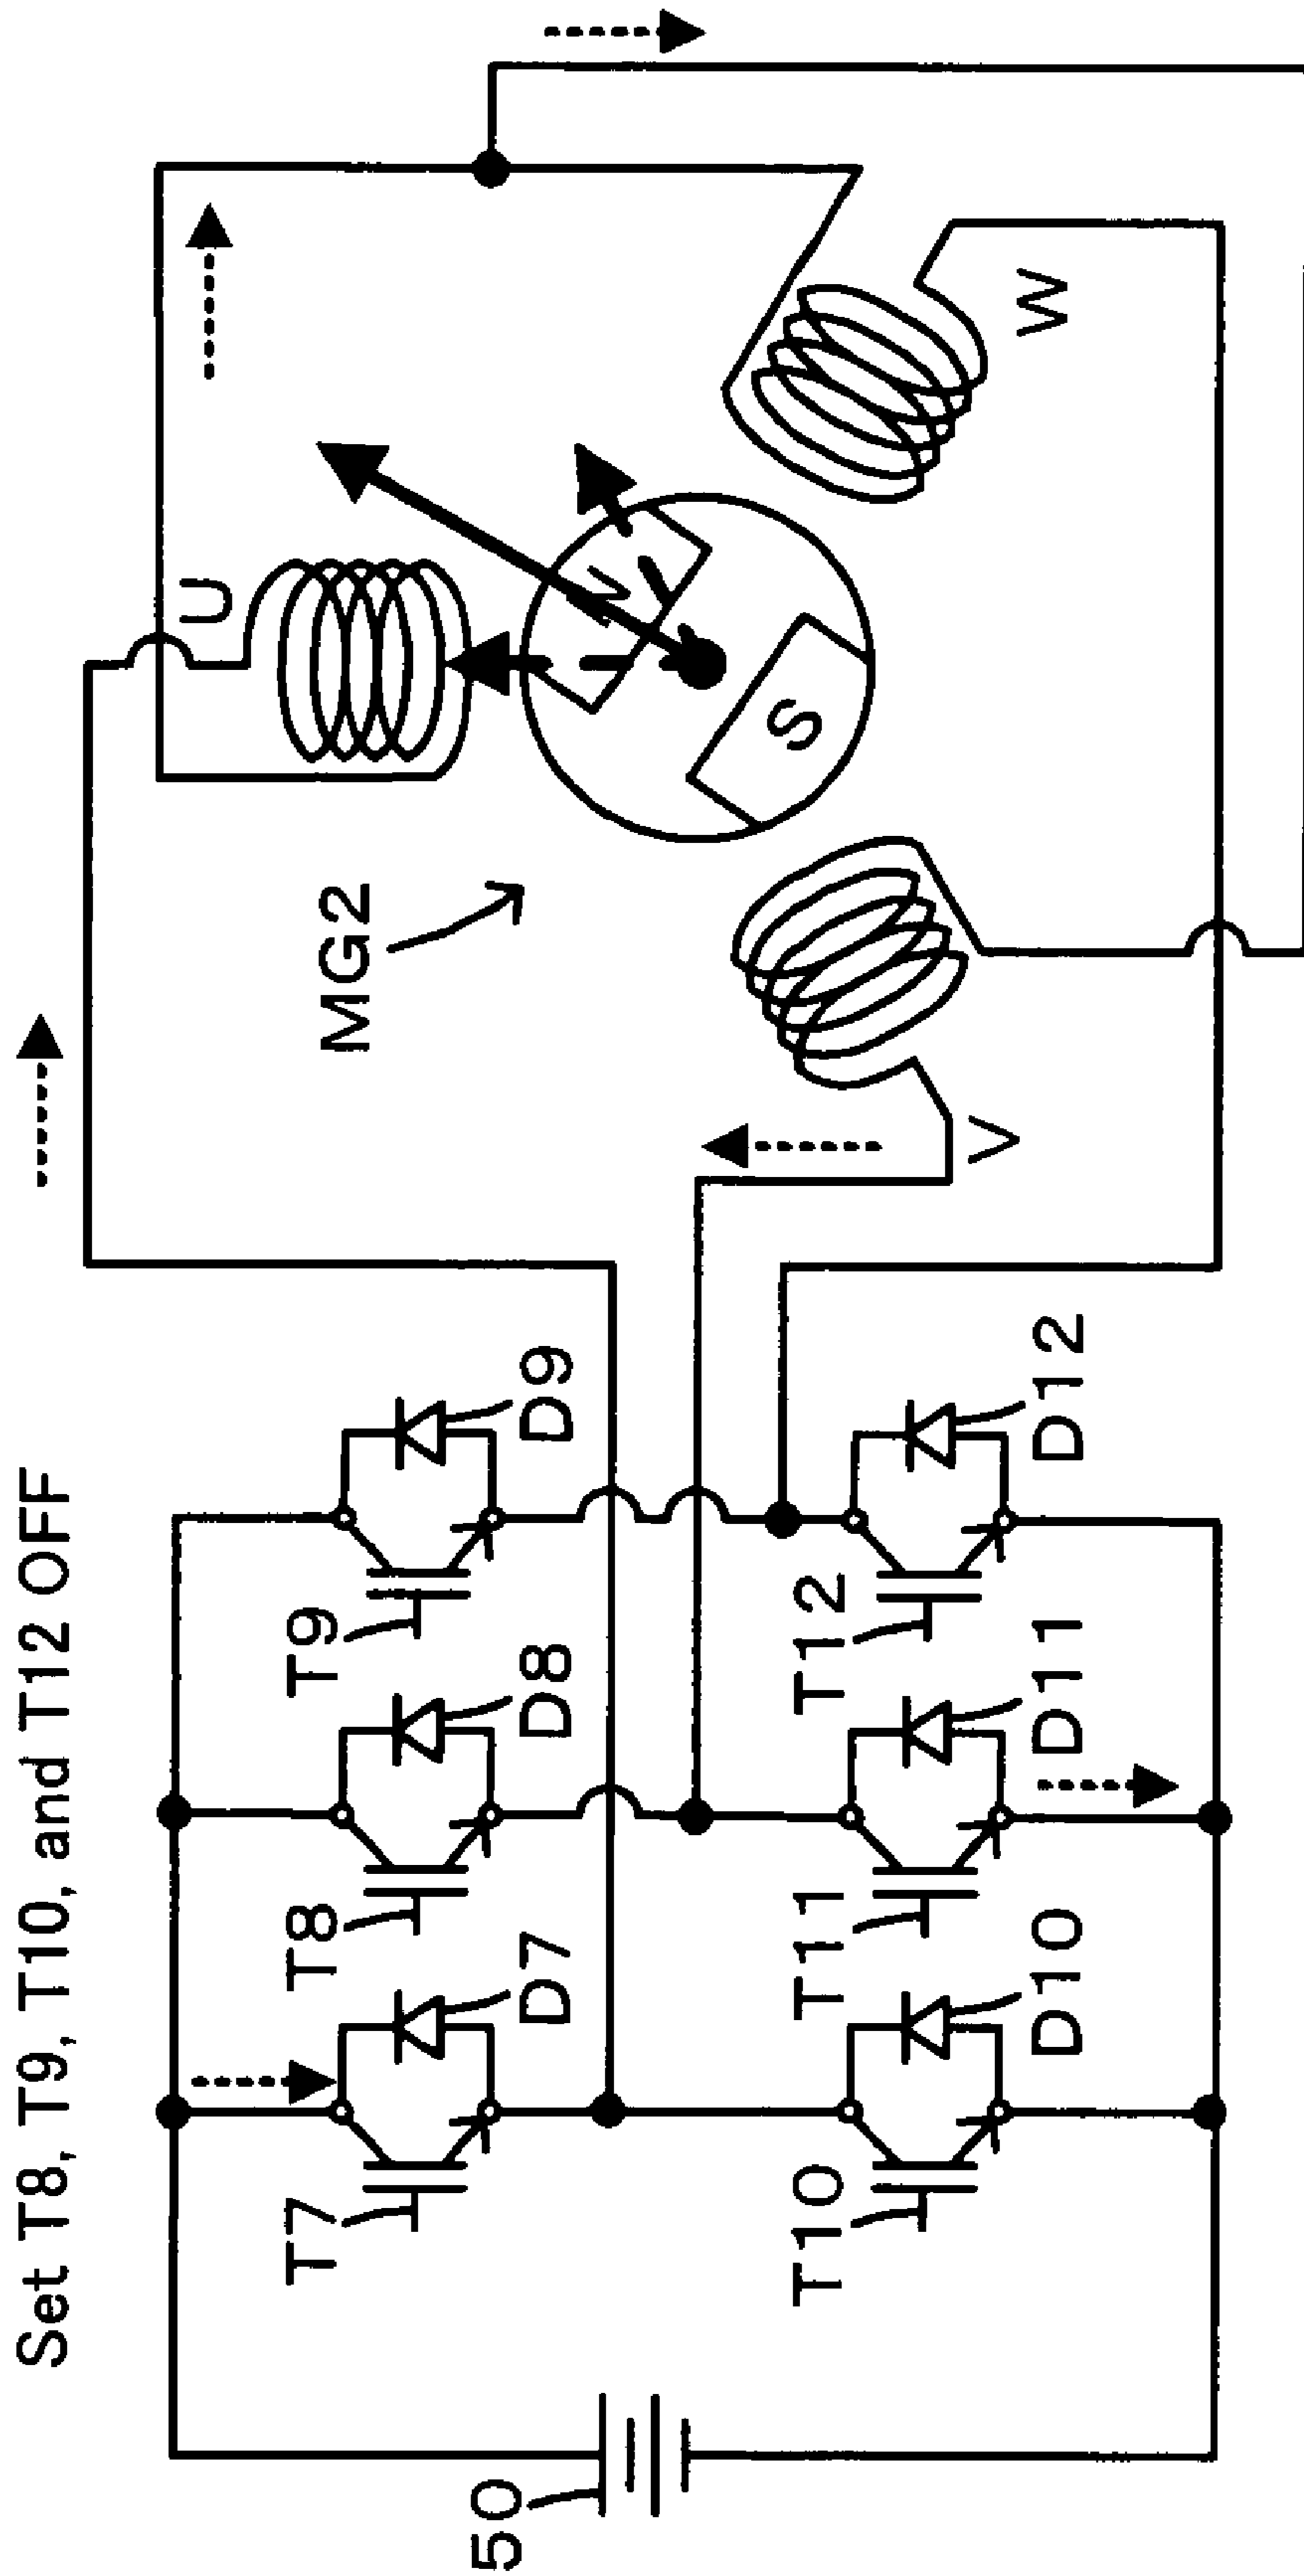 Set T8, T9, T10, and T12 OFF
50
T7
D7
T8
D8
T9
D9
T10
D10
T11
D11
T12
D12
MG2
U
V
W
N
S